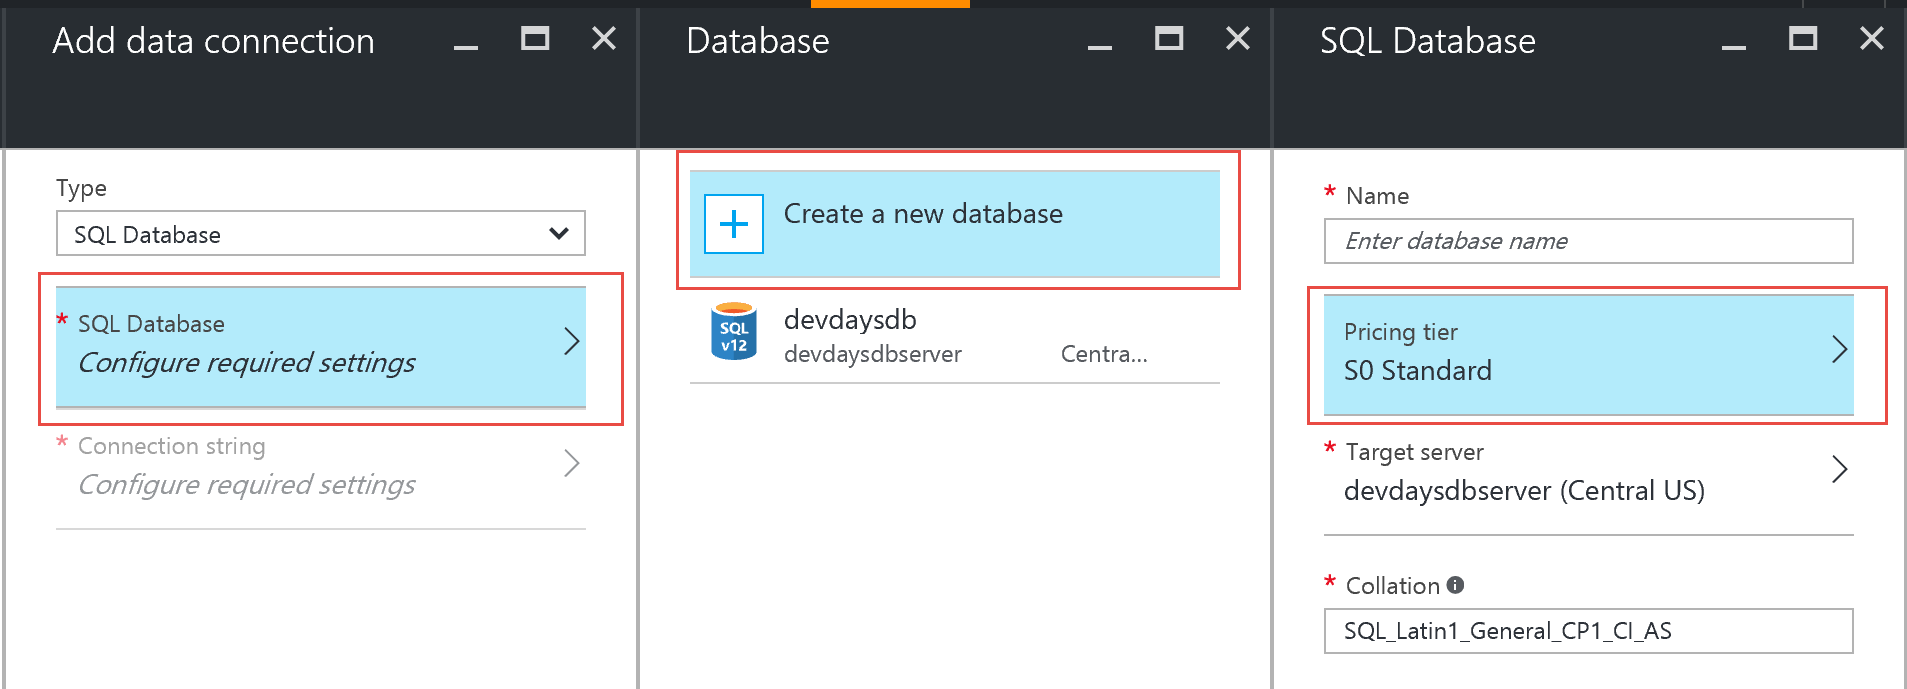 Add data connection
Type
SQL Database
* SQL Database
Configure required settings
* Connection string
Configure required settings
Database
Create a new database
SQL
v12
devdaysdb
devdaysdbserver Centra...
SQL Database
* Name
Enter database name
Pricing tier
S0 Standard
* Target server
devdaysdbserver (Central US)
* Collation
SQL_Latin1_General_CP1_CI_AS